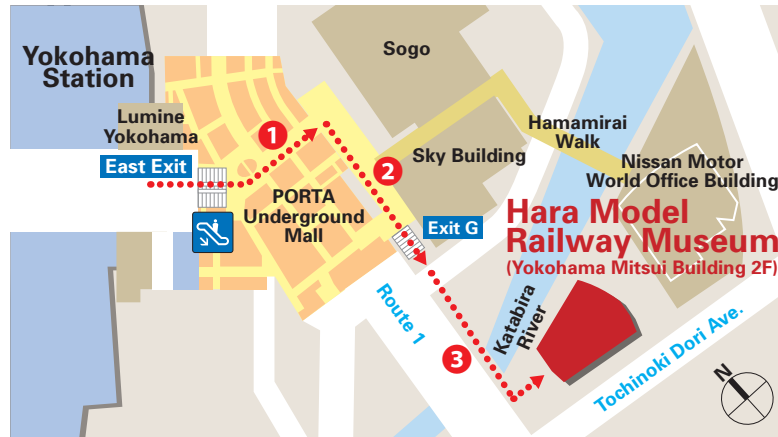 Yokohama
Station
Sogo
Lumine
Yokohama
1
Hamamirai
Walk
East Exit
2
Sky Building
Nissan Motor
World Office Building
PORTA
Underground
Mall
Exit G
Hara Model
Railway Museum
(Yokohama Mitsui Building 2F)
Route 1
Katabira
River
3
Tochinoki Dori Ave.
N